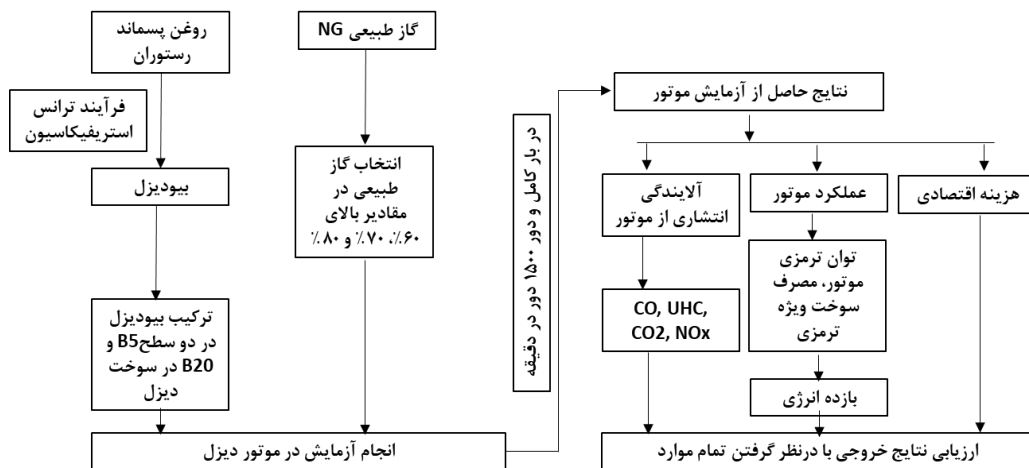 روغن پسماند
رستوران
فرآیند ترانس
استریفیکاسیون
بیودیزل
ترکیب بیودیزل
در دو سطحB5 و
B20 در سوخت
دیزل
گاز طبیعی NG
انتخاب گاز
طبیعی در
مقادیر بالای
۶۰٪، ۷۰٪ و ۸۰٪
انجام آزمایش در موتور دیزل
در بار کامل و دور ۱۵۰۰ دور در دقیقه
نتایج حاصل از آزمایش موتور
آلایندگی
انتشاری از موتور
CO, UHC,
CO2, NOx
عملکرد موتور
توان ترمزی
موتور، مصرف
سوخت ویژه
ترمزی
بازده انرژی
هزینه اقتصادی
ارزیابی نتایج خروجی با درنظر گرفتن تمام موارد